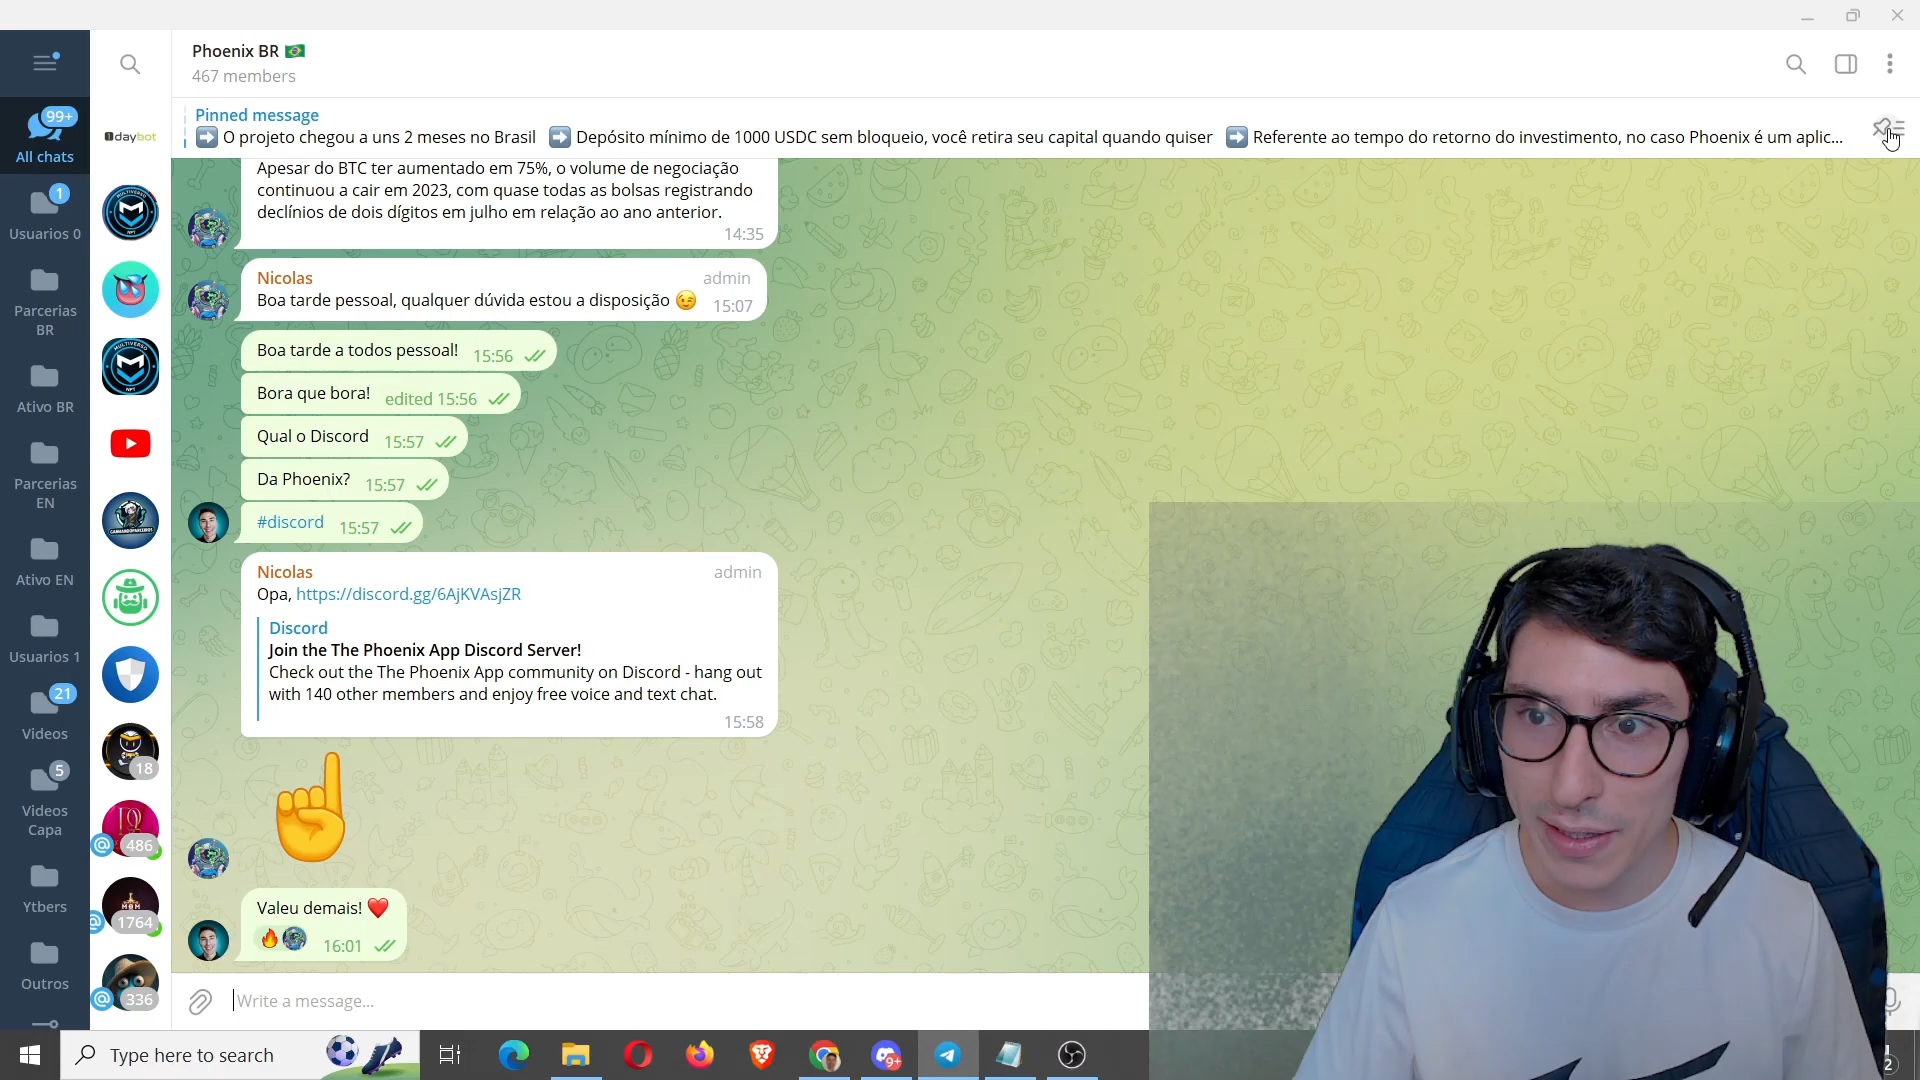 Phoenix BR
467 members
Pinned message
O projeto chegou a uns 2 meses no Brasil Depósito mínimo de 1000 USDC sem bloqueio, você retira seu capital quando quiser Referente ao tempo do retorno do investimento, no caso Phoenix é um aplic...
99+
All chats
1
Usuarios 0
Parcerias
BR
Ativo BR
Parcerias
EN
Ativo EN
Usuarios 1
21
Videos
5
Videos
Capa
Ytbers
Outros
1daybot
MULTIVERSO
NFT
MULTIVERSO
NFT
18
486
1764
336
Apesar do BTC ter aumentado em 75%, o volume de negociação
continuou a cair em 2023, com quase todas as bolsas registrando
declínios de dois dígitos em julho em relação ao ano anterior.
14:35
Nicolas admin
Boa tarde pessoal, qualquer dúvida estou a disposição 15:07
Boa tarde a todos pessoal! 15:56
Bora que bora! edited 15:56
Qual o Discord 15:57
Da Phoenix? 15:57
#discord 15:57
Nicolas admin
Opa, https://discord.gg/6AjKVAsjZR
Discord
Join the The Phoenix App Discord Server!
Check out the The Phoenix App community on Discord - hang out
with 140 other members and enjoy free voice and text chat.
15:58
Valeu demais!
16:01
Write a message...
Type here to search
9+
2